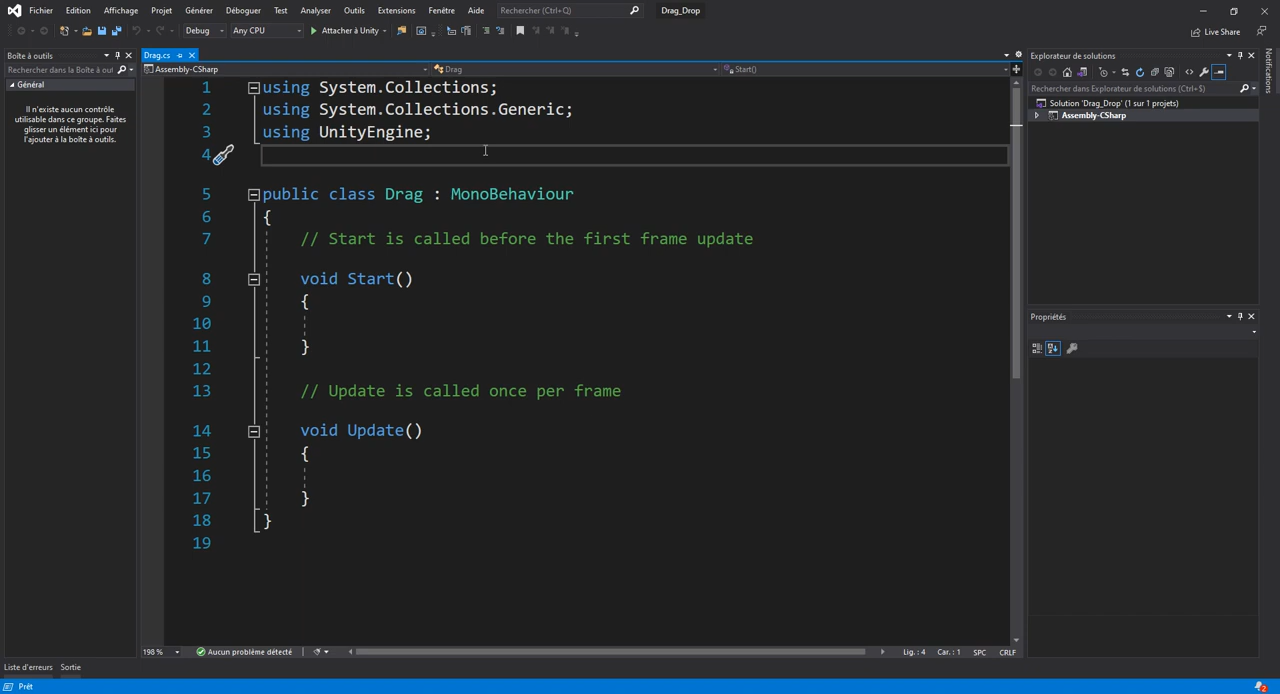 Fichier Edition Affichage Projet Générer Déboguer Test Analyser Outils Extensions Fenêtre Aide Rechercher (Ctrl+Q) Drag_Drop
Debug Any CPU Attacher à Unity Live Share
Boîte à outils
Rechercher dans la Boîte à out
Général
Il n'existe aucun contrôle
utilisable dans ce groupe. Faites
glisser un élément ici pour
l'ajouter à la boîte à outils.
Drag.cs
Assembly-CSharp Drag Start()
1 using System.Collections;
2 using System.Collections.Generic;
3 using UnityEngine;
4
5 public class Drag : MonoBehaviour
6 {
7 // Start is called before the first frame update
8 void Start()
9 {
10
11 }
12
13 // Update is called once per frame
14 void Update()
15 {
16
17 }
18 }
19
198 % Aucun problème détecté Lig. : 4 Car. : 1 SPC CRLF
Explorateur de solutions
Rechercher dans Explorateur de solutions (Ctrl+$)
Solution 'Drag_Drop' (1 sur 1 projets)
Assembly-CSharp
Propriétés
Notifications
Liste d'erreurs Sortie
Prêt 2